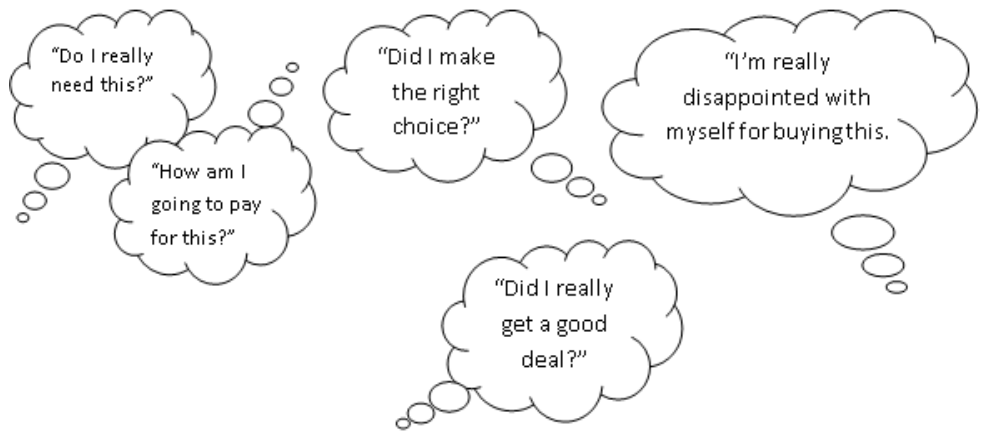 “Do I really
need this?”
“How am I
going to pay
for this?”
“Did I make
the right
choice?”
“I’m really
disappointed with
myself for buying this.
“Did I really
get a good
deal?”